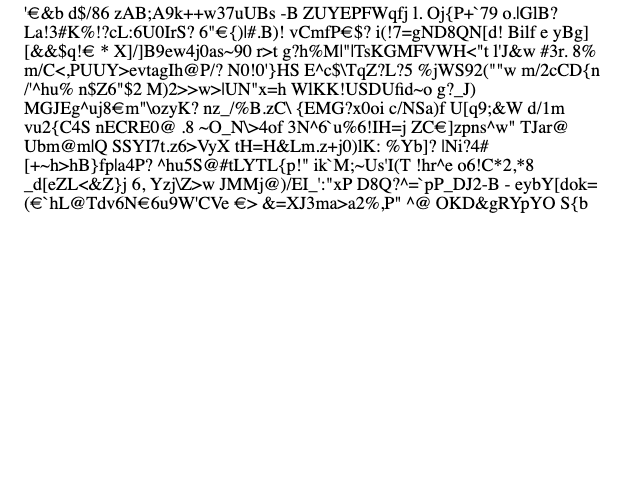 '€&b d$/86 zAB;A9k++w37uUBs -B ZUYEPFWqfj l. Oj{P+`79 o.|GlB?
La!3#K%!?cL:6U0IrS? 6"€{)l#.B)! vCmfP€$? i(!7=gND8QN[d! Bilf e yBg]
[&&$q!€ * X]/]B9ew4j0as~90 r>t g?h%M|"lTsKGMFVWH<"t l'J&w #3r. 8%
m/C<,PUUY>evtagIh@P/? N0!0'}HS E^c$\TqZ?L?5 %jWS92(""w m/2cCD{n
/'^hu% n$Z6"$2 M)2>>w>|UN"x=h WlKK!USDUfid~o g?_J)
MGJEg^uj8€m"\ozyK? nz_/%B.zC\ {EMG?x0oi c/NSa)f U[q9;&W d/1m
vu2{C4S nECRE0@ .8 ~O_N\>4of 3N^6`u%6!IH=j ZC€]zpns^w" TJar@
Ubm@m|Q SSYI7t.z6>VyX tH=H&Lm.z+j0)lK: %Yb]? |Ni?4#
[+~h>hB}fp|a4P? ^hu5S@#tLYTL{p!" ik`M;~Us'I(T !hr^e o6!C*2,*8
_d[eZL<&Z}j 6, Yzj\Z>w JMMj@)/EI_':"xP D8Q?^=`pP_DJ2-B - eybY[dok=
(€`hL@Tdv6N€6u9W'CVe €> &=XJ3ma>a2%,P" ^@ OKD&gRYpYO S{b